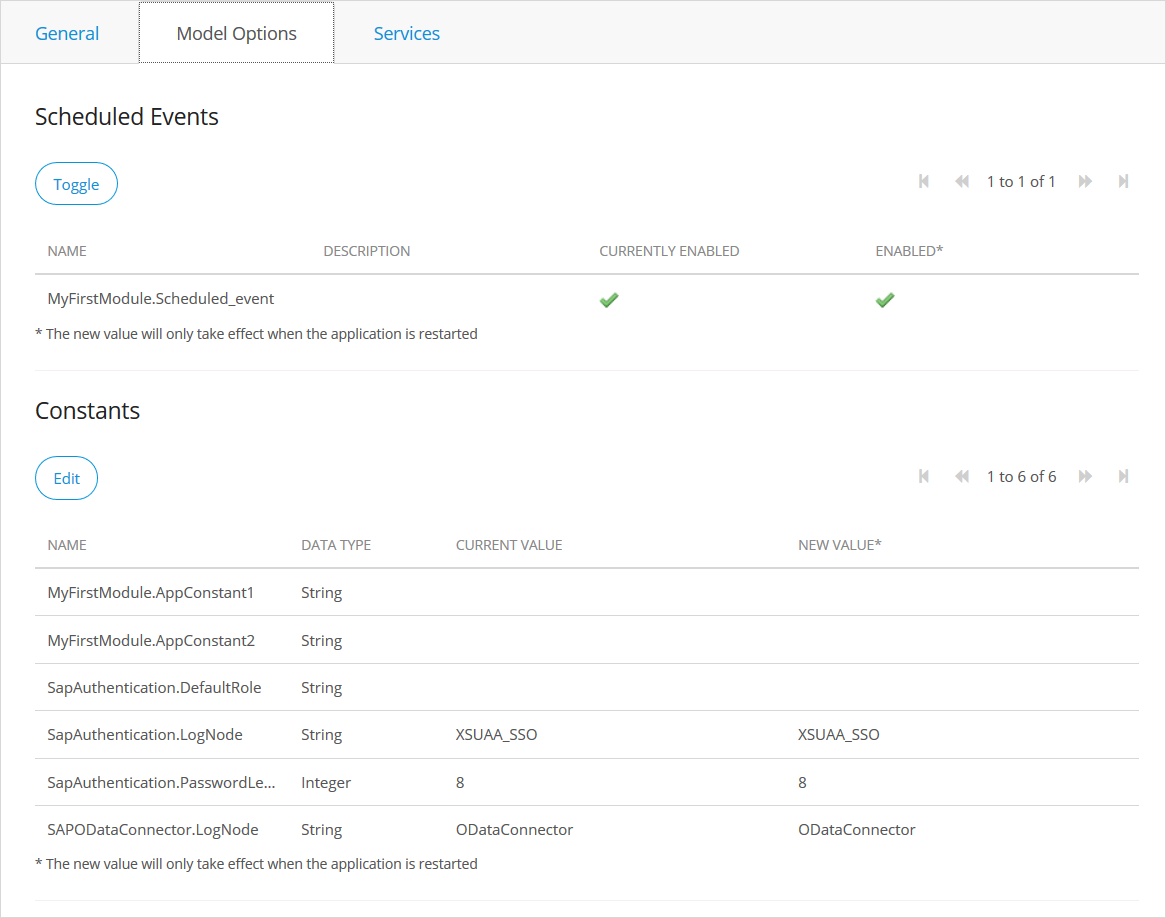 General Model Options Services
Scheduled Events
Toggle 1 to 1 of 1
NAME DESCRIPTION CURRENTLY ENABLED ENABLED*
MyFirstModule.Scheduled_event
* The new value will only take effect when the application is restarted
Constants
Edit 1 to 6 of 6
NAME DATA TYPE CURRENT VALUE NEW VALUE*
MyFirstModule.AppConstant1 String
MyFirstModule.AppConstant2 String
SapAuthentication.DefaultRole String
SapAuthentication.LogNode String XSUAA_SSO XSUAA_SSO
SapAuthentication.PasswordLe... Integer 8 8
SAPODataConnector.LogNode String ODataConnector ODataConnector
* The new value will only take effect when the application is restarted